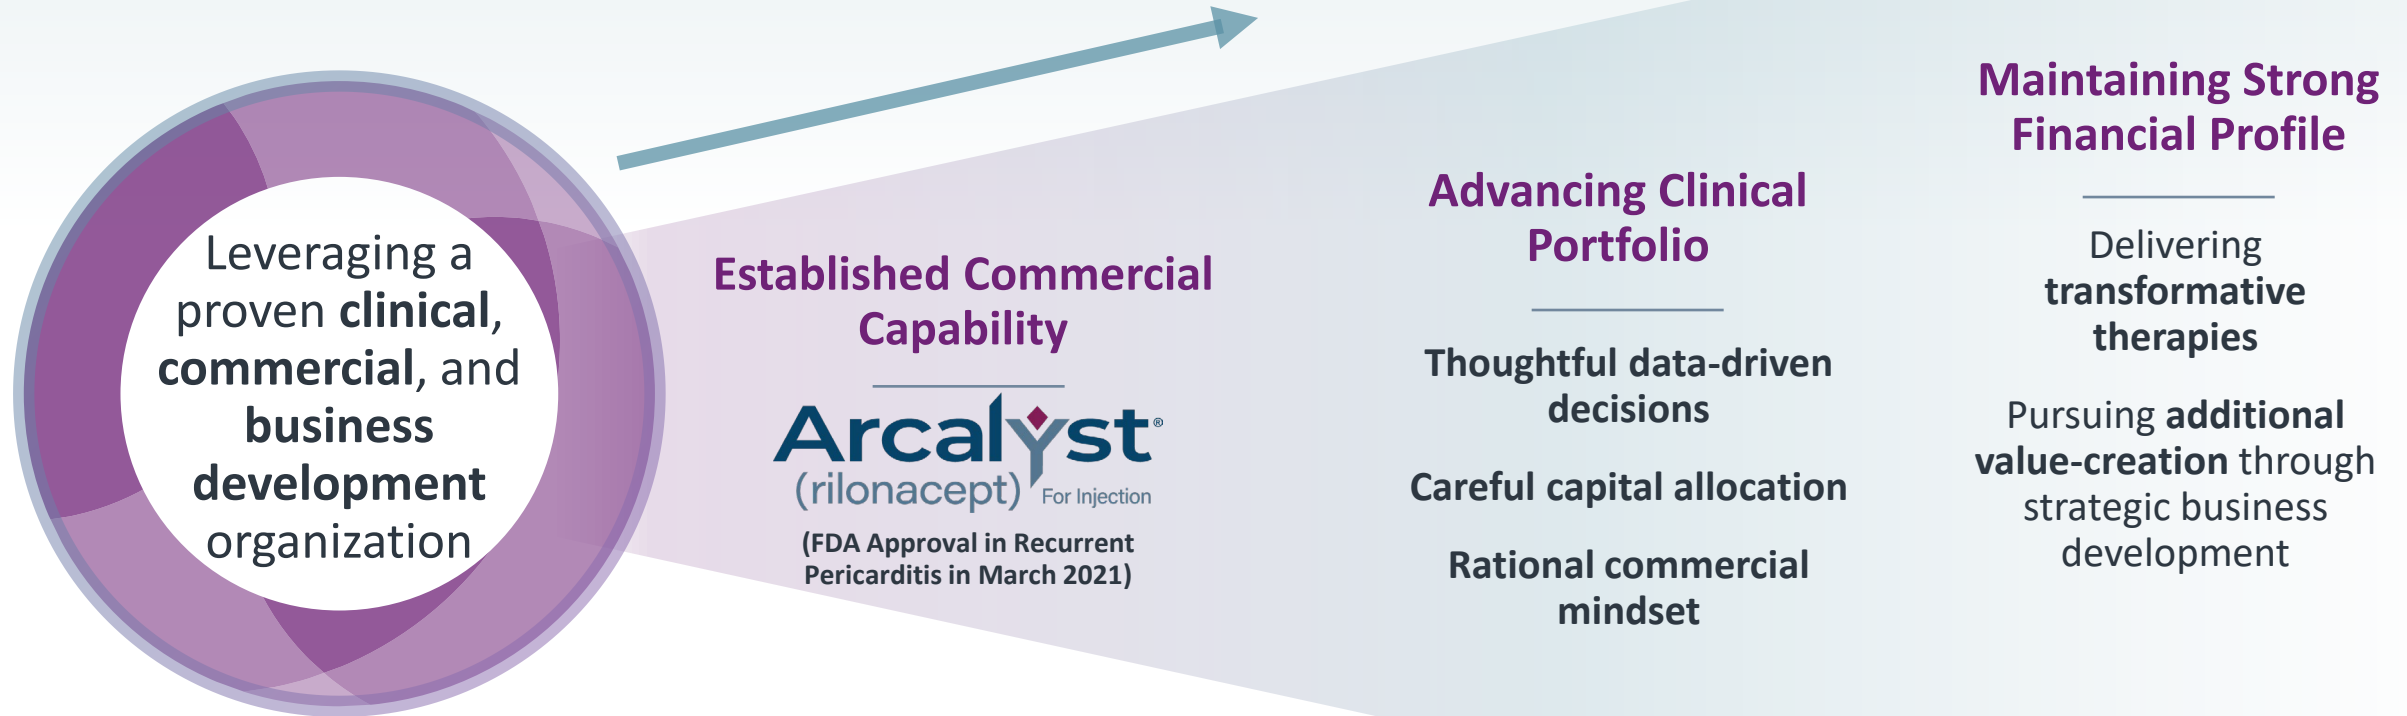 Leveraging a
proven clinical,
commercial, and
business
development
organization
Established Commercial
Capability
Arcalyst®
(rilonacept) For Injection
(FDA Approval in Recurrent
Pericarditis in March 2021)
Advancing Clinical
Portfolio
Thoughtful data-driven
decisions
Careful capital allocation
Rational commercial
mindset
Maintaining Strong
Financial Profile
Delivering
transformative
therapies
Pursuing additional
value-creation through
strategic business
development